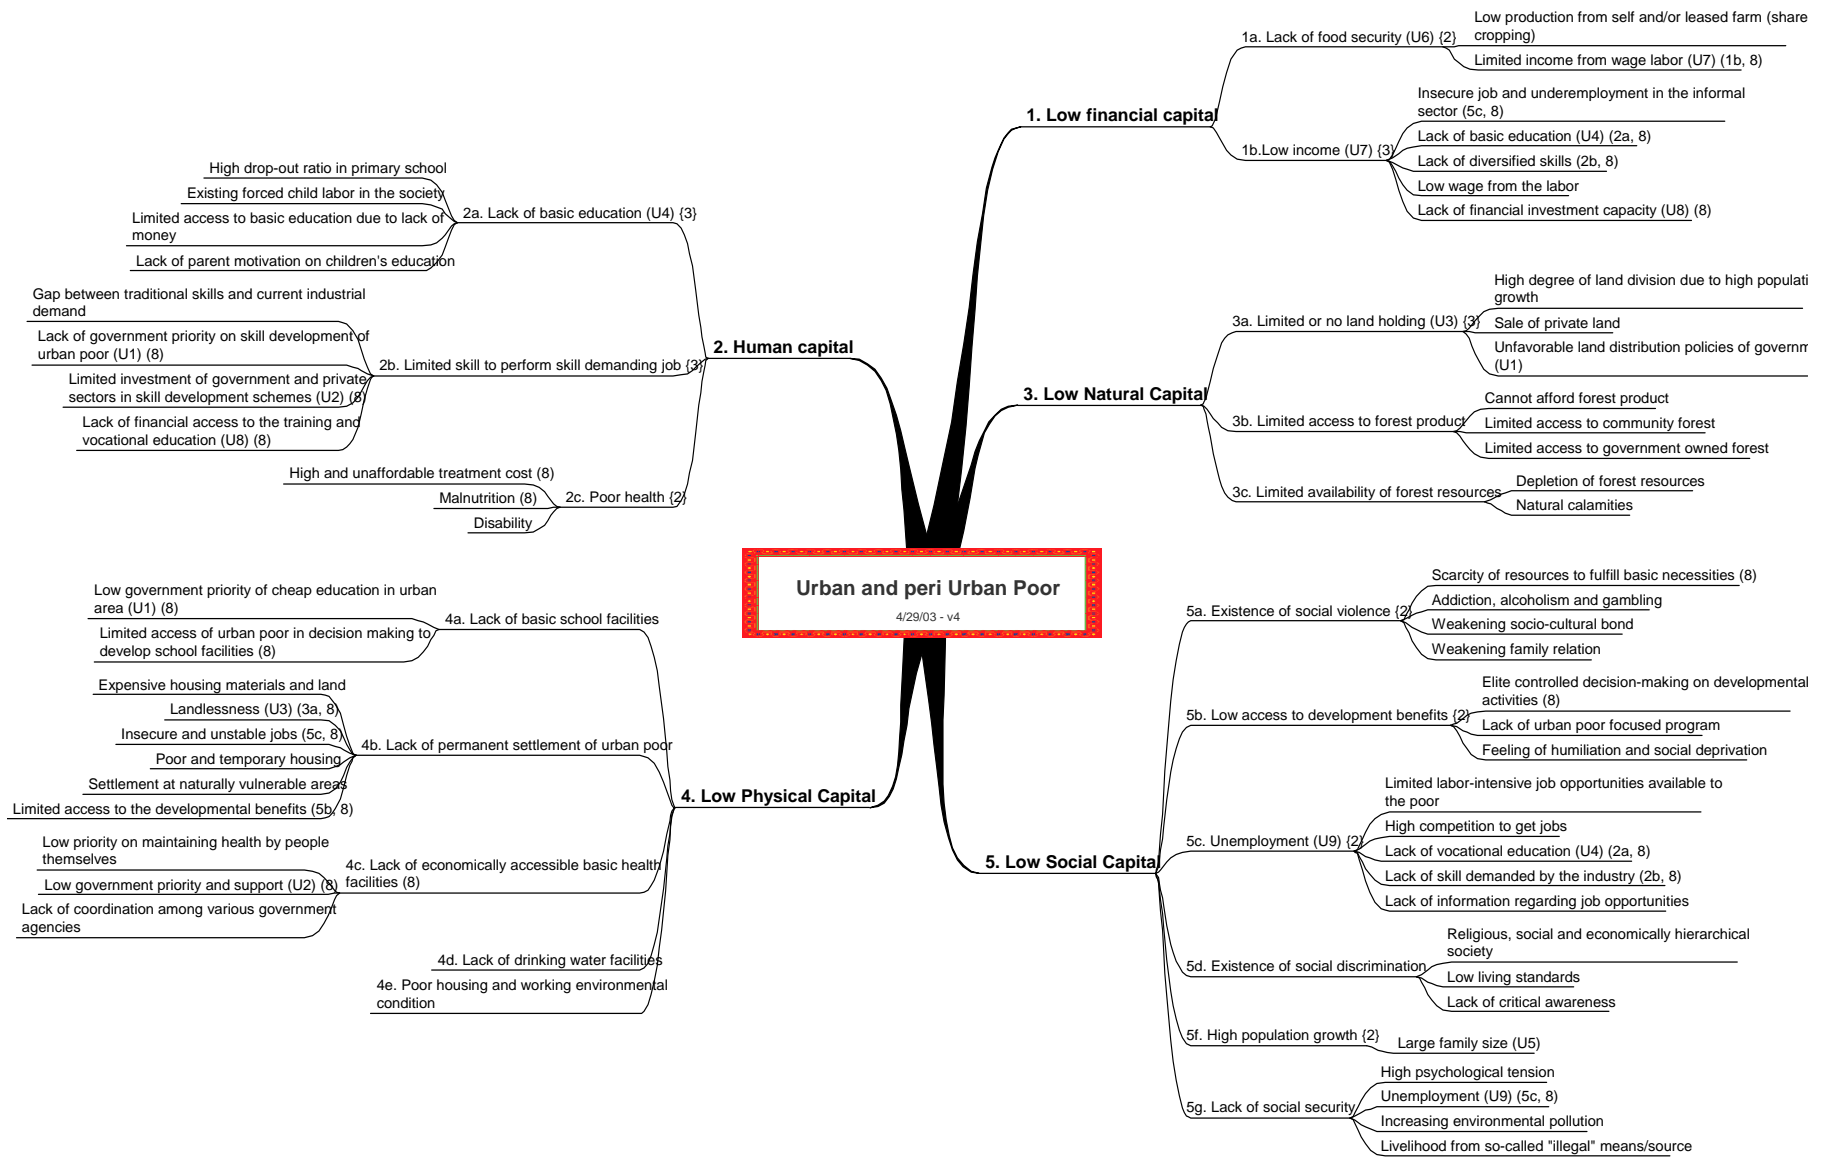 Urban and peri Urban Poor
4/29/03 - v4
1. Low financial capital
1a. Lack of food security (U6) {2}
Low production from self and/or leased farm (share
cropping)
Limited income from wage labor (U7) (1b, 8)
1b.Low income (U7) {3}
Insecure job and underemployment in the informal
sector (5c, 8)
Lack of basic education (U4) (2a, 8)
Lack of diversified skills (2b, 8)
Low wage from the labor
Lack of financial investment capacity (U8) (8)
2. Human capital
2a. Lack of basic education (U4) {3}
High drop-out ratio in primary school
Existing forced child labor in the society
Limited access to basic education due to lack of
money
Lack of parent motivation on children's education
2b. Limited skill to perform skill demanding job {3}
Gap between traditional skills and current industrial
demand
Lack of government priority on skill development of
urban poor (U1) (8)
Limited investment of government and private
sectors in skill development schemes (U2) (8)
Lack of financial access to the training and
vocational education (U8) (8)
2c. Poor health {2}
High and unaffordable treatment cost (8)
Malnutrition (8)
Disability
3. Low Natural Capital
3a. Limited or no land holding (U3) {3}
High degree of land division due to high populati
growth
Sale of private land
Unfavorable land distribution policies of governm
(U1)
3b. Limited access to forest product
Cannot afford forest product
Limited access to community forest
Limited access to government owned forest
3c. Limited availability of forest resources
Depletion of forest resources
Natural calamities
4. Low Physical Capital
4a. Lack of basic school facilities
Low government priority of cheap education in urban
area (U1) (8)
Limited access of urban poor in decision making to
develop school facilities (8)
4b. Lack of permanent settlement of urban poor
Expensive housing materials and land
Landlessness (U3) (3a, 8)
Insecure and unstable jobs (5c, 8)
Poor and temporary housing
Settlement at naturally vulnerable areas
Limited access to the developmental benefits (5b, 8)
4c. Lack of economically accessible basic health
facilities (8)
Low priority on maintaining health by people
themselves
Low government priority and support (U2) (8)
Lack of coordination among various government
agencies
4d. Lack of drinking water facilities
4e. Poor housing and working environmental
condition
5. Low Social Capital
5a. Existence of social violence {2}
Scarcity of resources to fulfill basic necessities (8)
Addiction, alcoholism and gambling
Weakening socio-cultural bond
Weakening family relation
5b. Low access to development benefits {2}
Elite controlled decision-making on developmental
activities (8)
Lack of urban poor focused program
Feeling of humiliation and social deprivation
5c. Unemployment (U9) {2}
Limited labor-intensive job opportunities available to
the poor
High competition to get jobs
Lack of vocational education (U4) (2a, 8)
Lack of skill demanded by the industry (2b, 8)
Lack of information regarding job opportunities
5d. Existence of social discrimination
Religious, social and economically hierarchical
society
Low living standards
Lack of critical awareness
5f. High population growth {2}
Large family size (U5)
5g. Lack of social security
High psychological tension
Unemployment (U9) (5c, 8)
Increasing environmental pollution
Livelihood from so-called "illegal" means/source